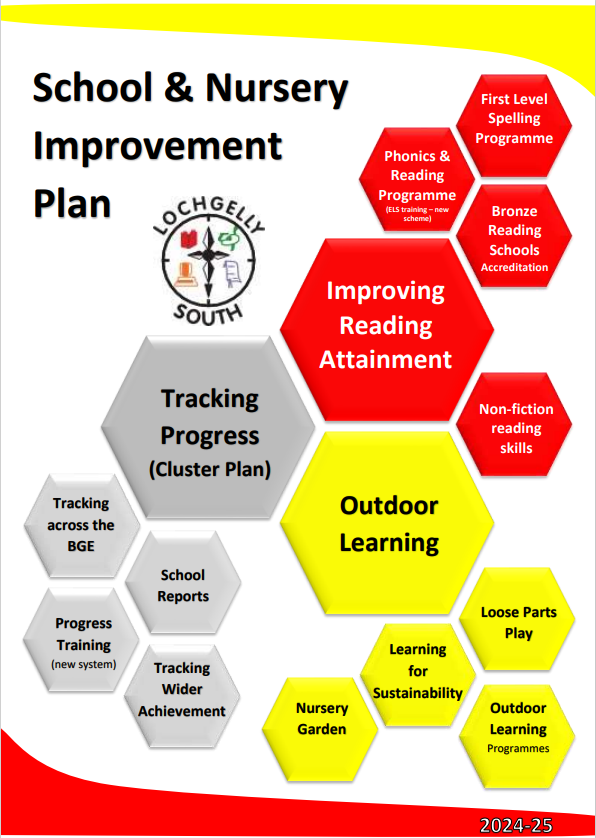 School & Nursery
Improvement
Plan
LOCHGELLY
SOUTH
First Level
Spelling
Programme
Phonics &
Reading
Programme
(ELS training – new
scheme)
Bronze
Reading
Schools
Accreditation
Improving
Reading
Attainment
Non-fiction
reading
skills
Tracking
Progress
(Cluster Plan)
Tracking
across the
BGE
School
Reports
Progress
Training
(new system)
Tracking
Wider
Achievement
Outdoor
Learning
Loose Parts
Play
Learning
for
Sustainability
Nursery
Garden
Outdoor
Learning
Programmes
2024-25